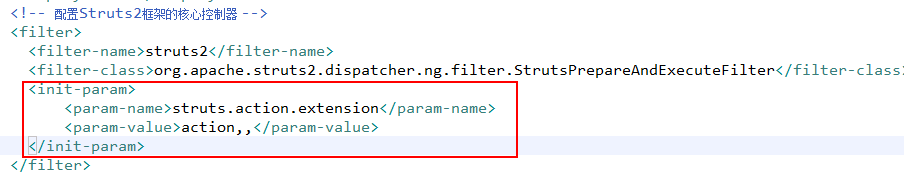 <!-- 配置Struts2框架的核心控制器 -->
<filter>
<filter-name>struts2</filter-name>
<filter-class>org.apache.struts2.dispatcher.ng.filter.StrutsPrepareAndExecuteFilter</filter-class>
<init-param>
<param-name>struts.action.extension</param-name>
<param-value>action,,</param-value>
</init-param>
</filter>